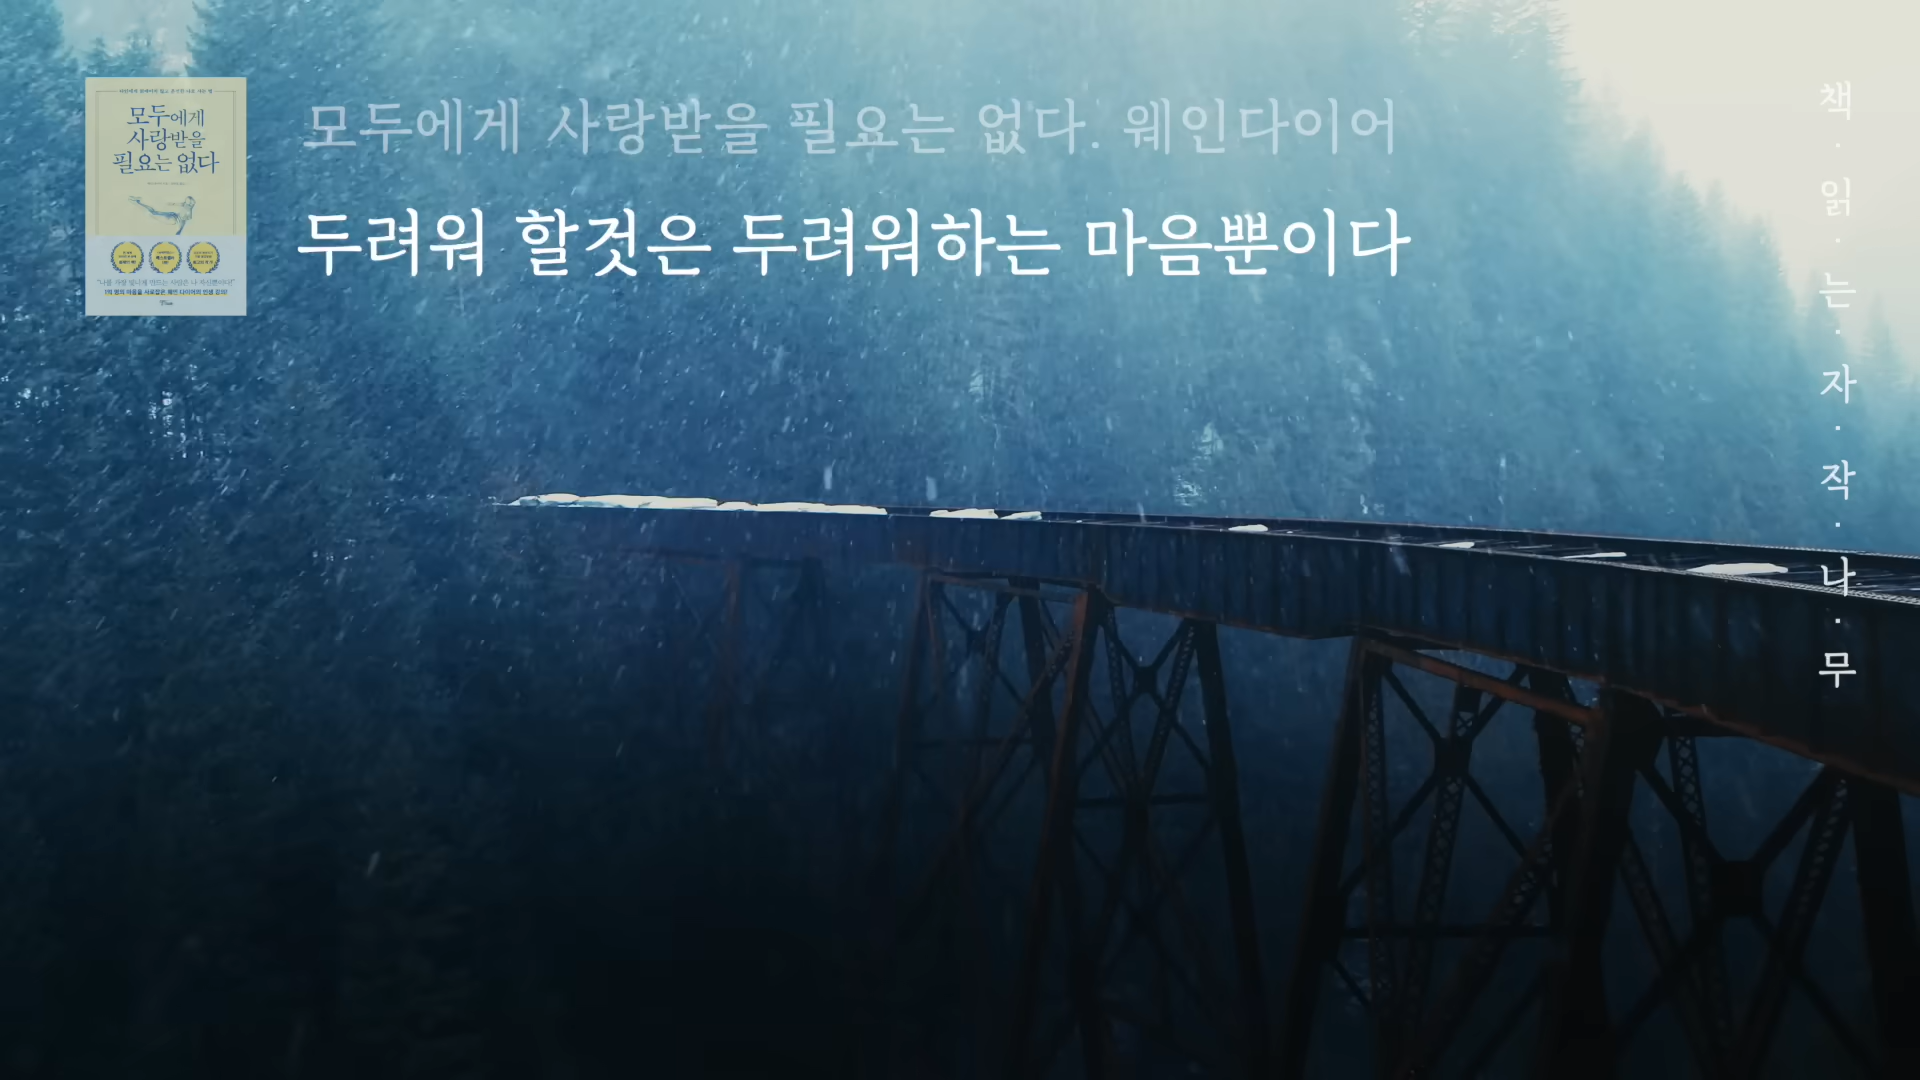 모두에게
사랑받을
필요는 없다
모두에게 사랑받을 필요는 없다. 웨인다이어
두려워 할것은 두려워하는 마음뿐이다
책·읽·는·자·작·나·무